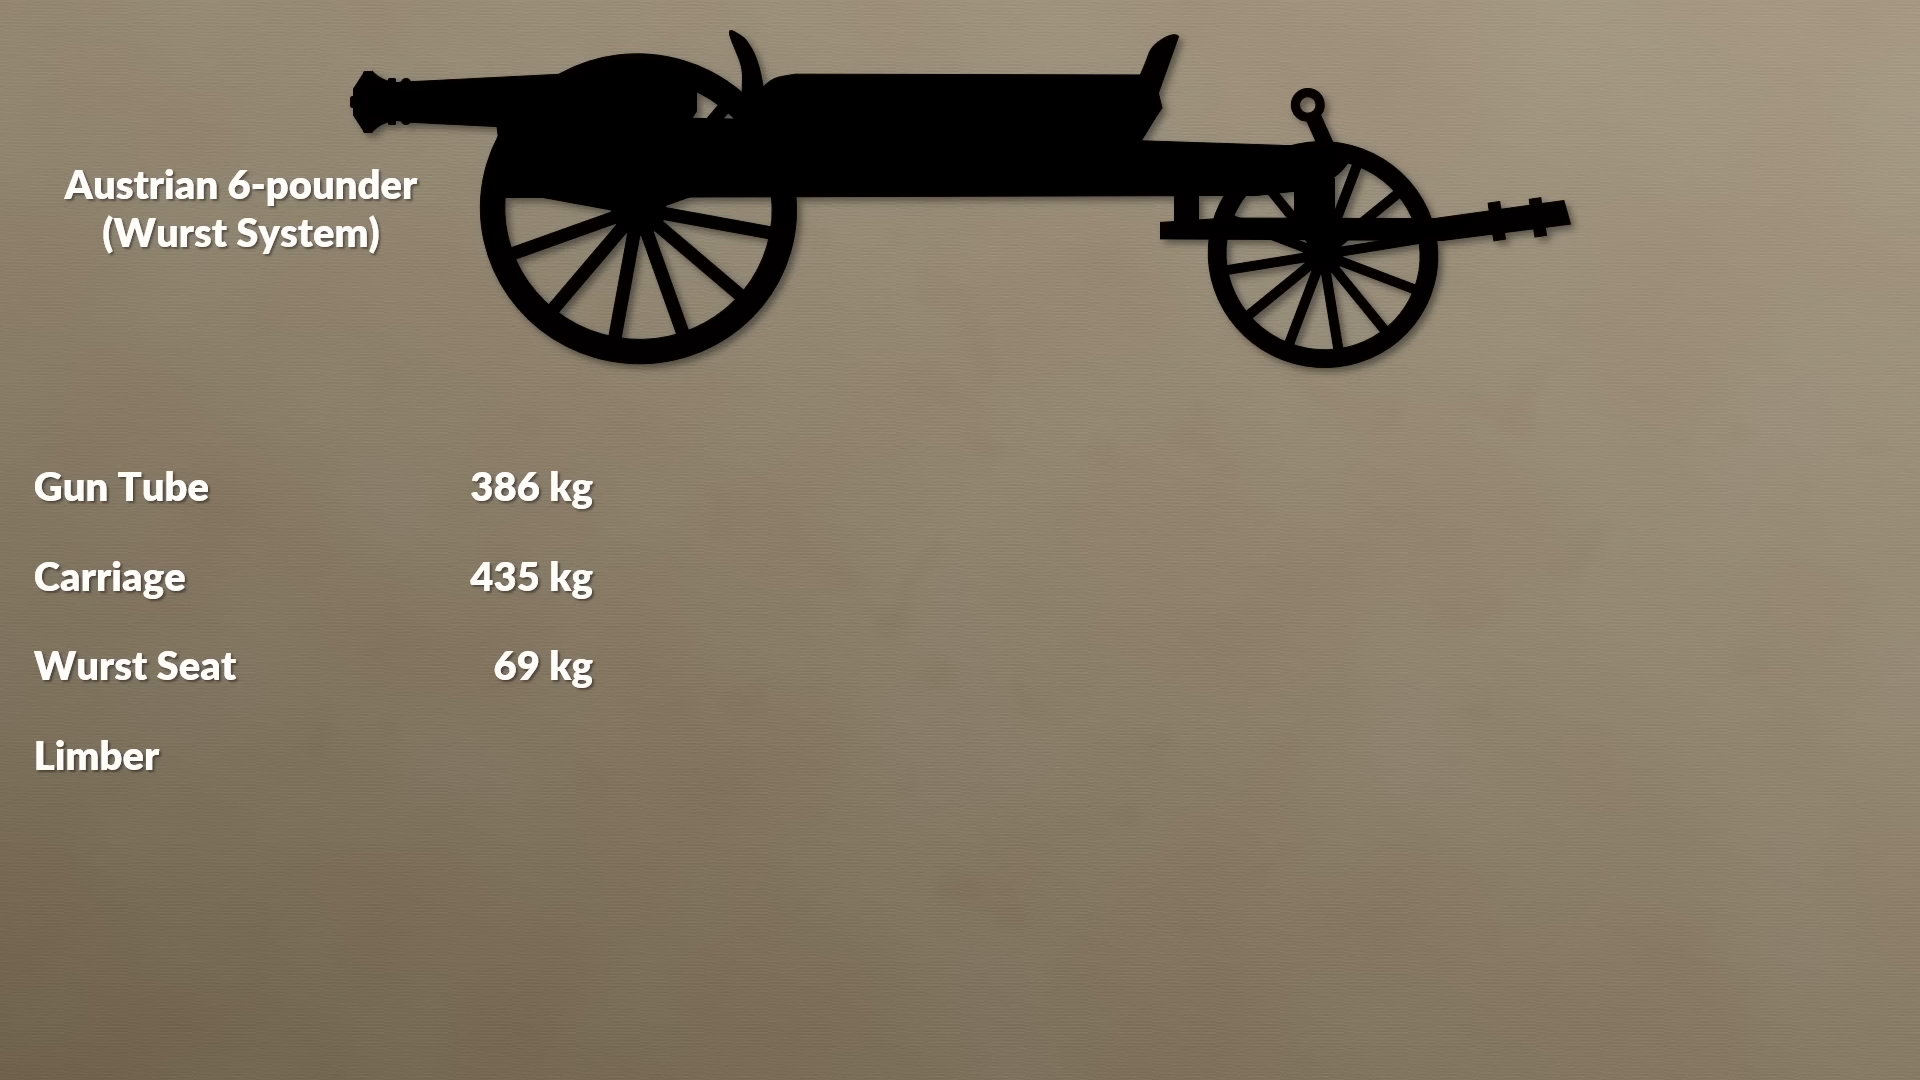 Austrian 6-pounder
(Wurst System)
Gun Tube 386 kg
Carriage 435 kg
Wurst Seat 69 kg
Limber